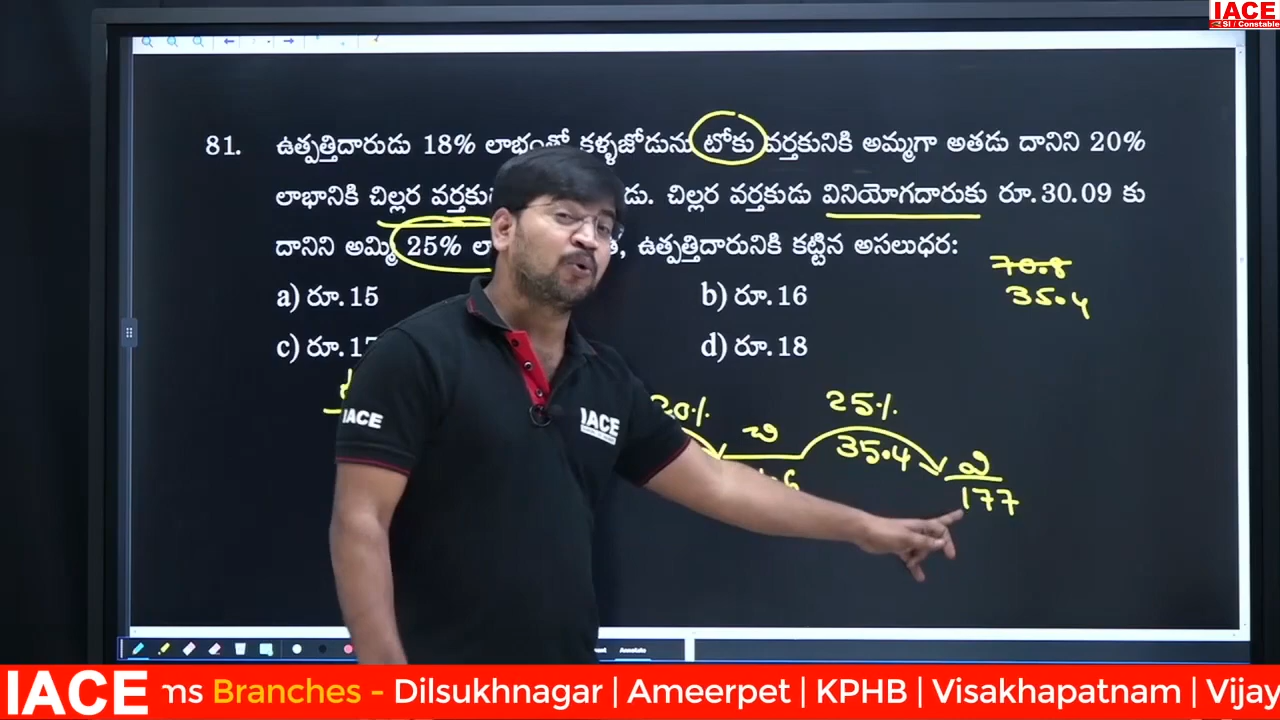 IACE
SI / Constable
81. ఉత్పత్తిదారుడు 18% లాభంతో కళ్ళజోడును టోకు వర్తకునికి అమ్మగా అతడు దానిని 20%
లాభానికి చిల్లర వర్తకు డు. చిల్లర వర్తకుడు వినియోగదారుకు రూ.30.09 కు
దానిని అమ్మి 25% లా , ఉత్పత్తిదారునికి కట్టిన అసలుధర:
70.8
35.4
a) రూ.15 b) రూ.16
c) రూ.1 d) రూ.18
20% చి 25% 35.4 వి
177
IACE
IACE
Annotate
IACE ms Branches - Dilsukhnagar | Ameerpet | KPHB | Visakhapatnam | Vijay